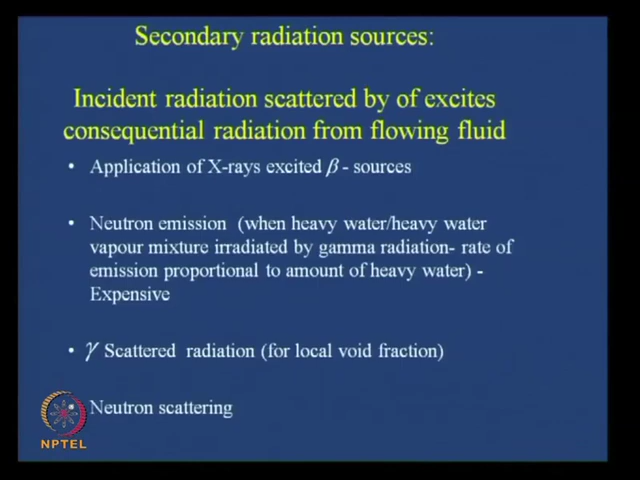 Secondary radiation sources:
Incident radiation scattered by of excites
consequential radiation from flowing fluid
• Application of X-rays excited β - sources
• Neutron emission (when heavy water/heavy water
vapour mixture irradiated by gamma radiation- rate of
emission proportional to amount of heavy water) -
Expensive
• γ Scattered radiation (for local void fraction)
• Neutron scattering
NPTEL